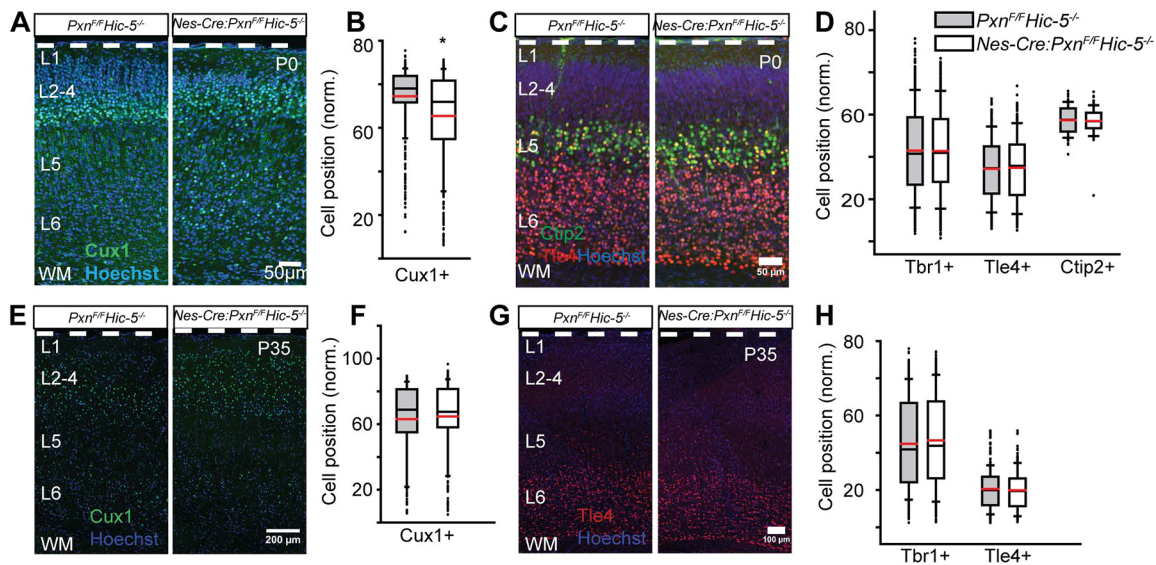 A
Pxn^F/F Hic-5^-/-
Nes-Cre:Pxn^F/F Hic-5^-/-
P0
L1
L2-4
L5
L6
WM
Cux1
Hoechst
50μm
B
*
80
60
40
20
Cell position (norm.)
Cux1+
C
Pxn^F/F Hic-5^-/-
Nes-Cre:Pxn^F/F Hic-5^-/-
P0
L1
L2-4
L5
L6
WM
Ctip2
Tle4 Hoechst
50 μm
D
Pxn^F/F Hic-5^-/-
Nes-Cre:Pxn^F/F Hic-5^-/-
80
60
40
20
Cell position (norm.)
Tbr1+ Tle4+ Ctip2+
E
Pxn^F/F Hic-5^-/-
Nes-Cre:Pxn^F/F Hic-5^-/-
P35
L1
L2-4
L5
L6
WM
Cux1
Hoechst
200 μm
F
100
80
60
40
20
Cell position (norm.)
Cux1+
G
Pxn^F/F Hic-5^-/-
Nes-Cre:Pxn^F/F Hic-5^-/-
P35
L1
L2-4
L5
L6
WM
Tle4
Hoechst
100 μm
H
80
60
40
20
Cell position (norm.)
Tbr1+ Tle4+